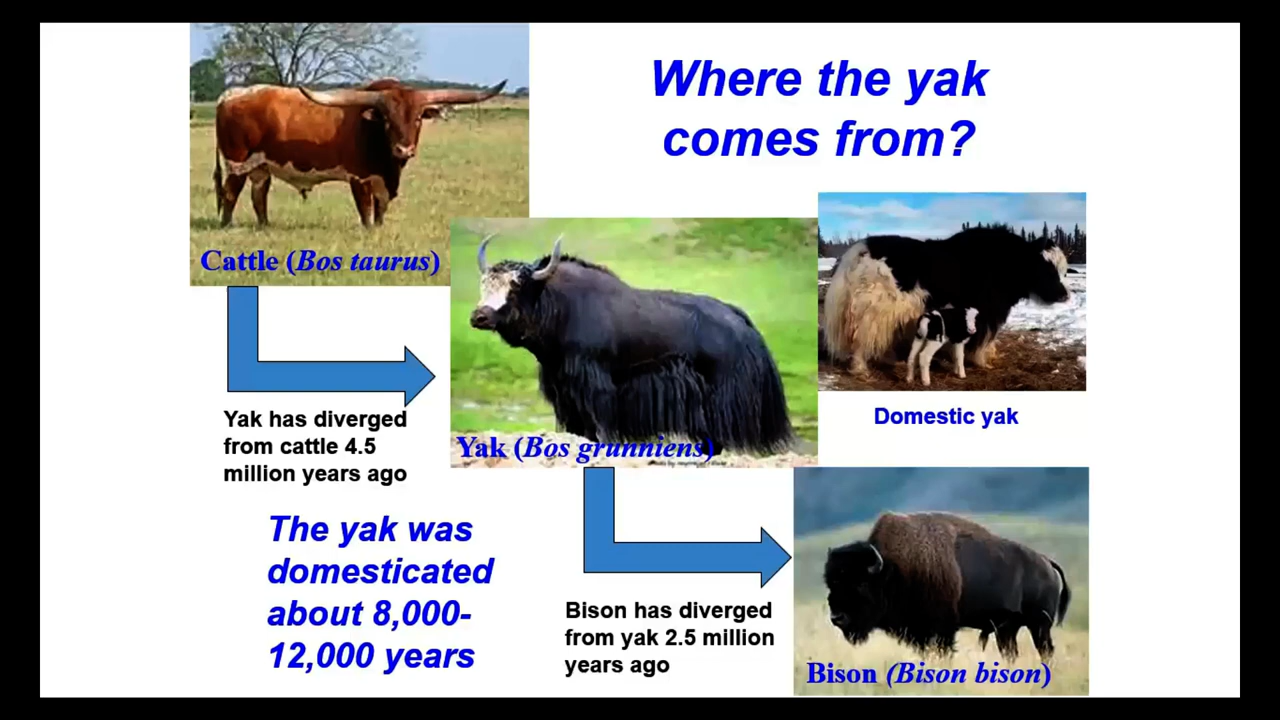 Where the yak
comes from?
Cattle (Bos taurus)
Yak has diverged
from cattle 4.5
million years ago
Yak (Bos grunniens)
Domestic yak
The yak was
domesticated
about 8,000-
12,000 years
Bison has diverged
from yak 2.5 million
years ago
Bison (Bison bison)